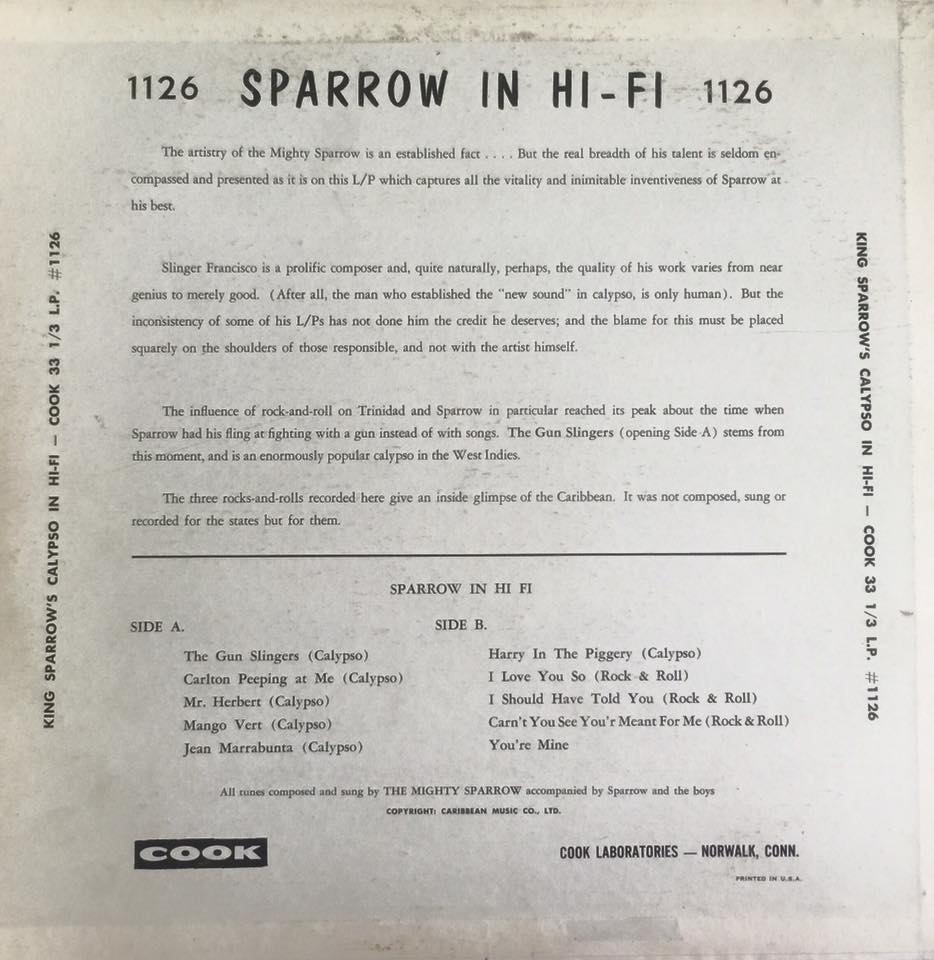 1126 SPARROW IN HI-FI 1126
The artistry of the Mighty Sparrow is an established fact . . . . But the real breadth of his talent is seldom en-
compassed and presented as it is on this L/P which captures all the vitality and inimitable inventiveness of Sparrow at
his best.
Slinger Francisco is a prolific composer and, quite naturally, perhaps, the quality of his work varies from near
genius to merely good. (After all, the man who established the "new sound" in calypso, is only human). But the
inconsistency of some of his L/Ps has not done him the credit he deserves; and the blame for this must be placed
squarely on the shoulders of those responsible, and not with the artist himself.
The influence of rock-and-roll on Trinidad and Sparrow in particular reached its peak about the time when
Sparrow had his fling at fighting with a gun instead of with songs. The Gun Slingers (opening Side A) stems from
this moment, and is an enormously popular calypso in the West Indies.
The three rocks-and-rolls recorded here give an inside glimpse of the Caribbean. It was not composed, sung or
recorded for the states but for them.
SPARROW IN HI FI
SIDE A.
The Gun Slingers (Calypso)
Carlton Peeping at Me (Calypso)
Mr. Herbert (Calypso)
Mango Vert (Calypso)
Jean Marrabunta (Calypso)
SIDE B.
Harry In The Piggery (Calypso)
I Love You So (Rock & Roll)
I Should Have Told You (Rock & Roll)
Carn't You See You'r Meant For Me (Rock & Roll)
You're Mine
All tunes composed and sung by THE MIGHTY SPARROW accompanied by Sparrow and the boys
COPYRIGHT: CARIBBEAN MUSIC CO., LTD.
COOK
COOK LABORATORIES — NORWALK, CONN.
PRINTED IN U.S.A.
KING SPARROW'S CALYPSO IN HI-FI — COOK 33 1/3 L.P. #1126
KING SPARROW'S CALYPSO IN HI-FI — COOK 33 1/3 L.P. #1126